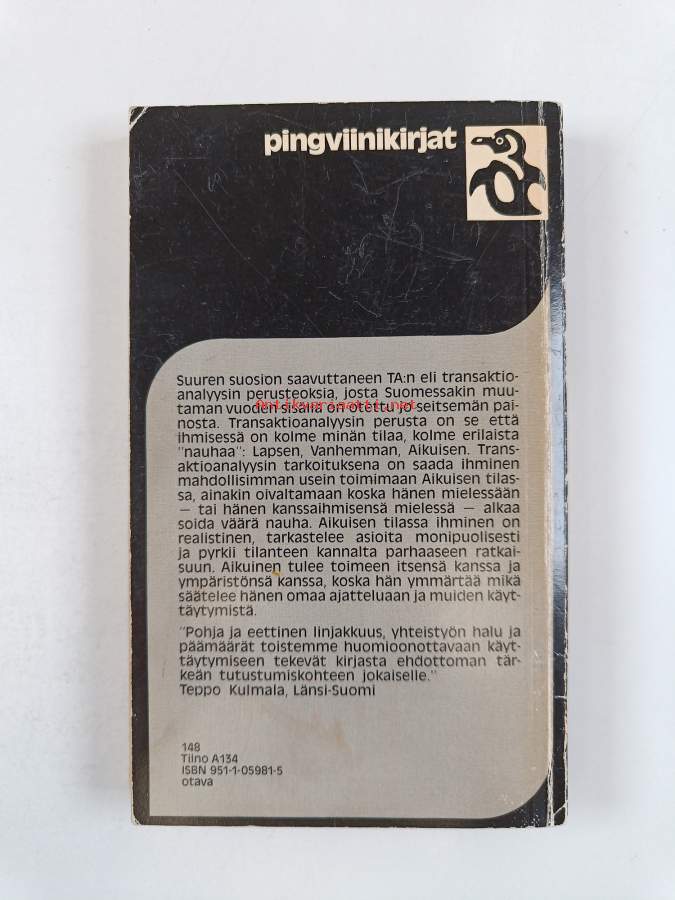 pingviinikirjat
Suuren suosion saavuttaneen TA:n eli transaktio-
analyysin perusteoksia, josta Suomessakin muu-
taman vuoden sisällä on otettu jo seitsemän pai-
Antikvariaatti.net
nosta. Transaktioanalyysin perusta on se että
ihmisessä on kolme minän tilaa, kolme erilaista
"nauhaa": Lapsen, Vanhemman, Aikuisen. Trans-
aktioanalyysin tarkoituksena on saada ihminen
mahdollisimman usein toimimaan Aikuisen tilas-
sa, ainakin oivaltamaan koska hänen mielessään
— tai hänen kanssaihmisensä mielessä — alkaa
soida väärä nauha. Aikuisen tilassa ihminen on
realistinen, tarkastelee asioita monipuolisesti
ja pyrkii tilanteen kannalta parhaaseen ratkai-
suun. Aikuinen tulee toimeen itsensä kanssa ja
ympäristönsä kanssa, koska hän ymmärtää mikä
säätelee hänen omaa ajatteluaan ja muiden käyt-
täytymistä.
"Pohja ja eettinen linjakkuus, yhteistyön halu ja
päämäärät toistemme huomioonottavaan käyt-
täytymiseen tekevät kirjasta ehdottoman tär-
keän tutustumiskohteen jokaiselle."
Teppo Kulmala, Länsi-Suomi
148
Tiino A134
ISBN 951-1-05981-5
otava